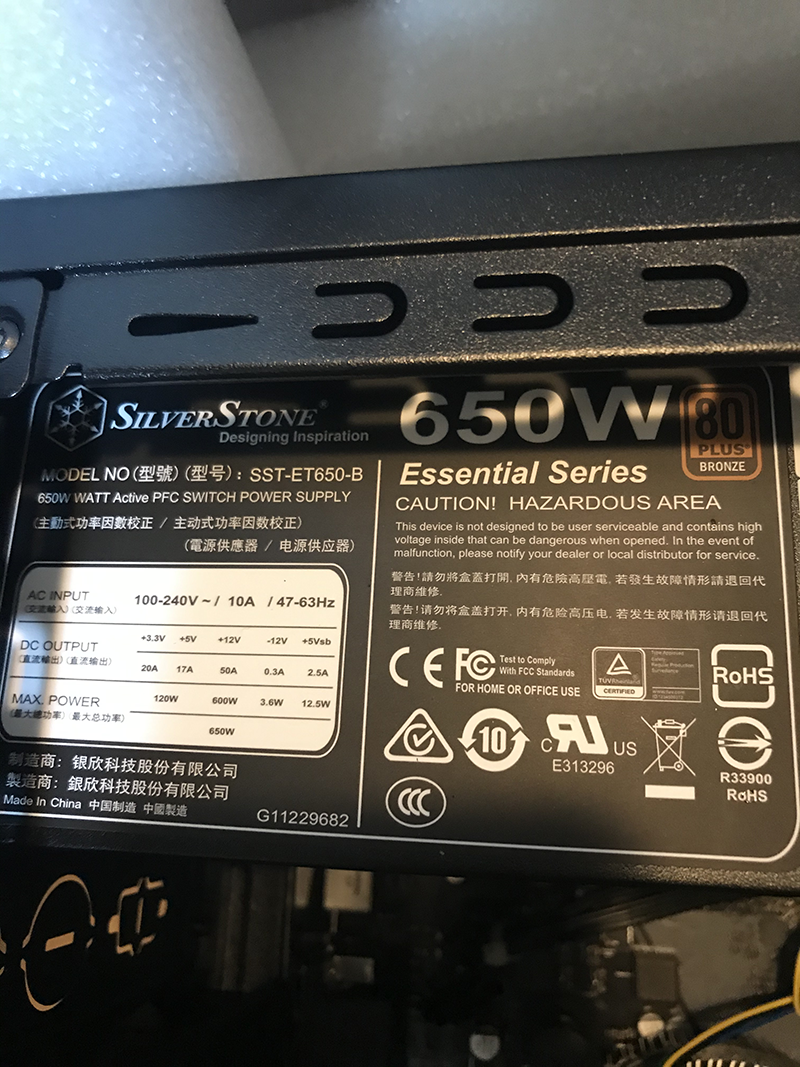 SILVERSTONE®
Designing Inspiration
650W
80
PLUS®
BRONZE
MODEL NO (型號) (型号) : SST-ET650-B
650W WATT Active PFC SWITCH POWER SUPPLY
(主動式功率因數校正 / 主动式功率因数校正)
(電源供應器 / 电源供应器)
AC INPUT
(交流輸入) (交流输入)
100-240V ~ / 10A / 47-63Hz
DC OUTPUT
(直流輸出) (直流输出)
+3.3V +5V +12V -12V +5Vsb
20A 17A 50A 0.3A 2.5A
MAX. POWER
(最大總功率) (最大总功率)
120W 600W 3.6W 12.5W
650W
制造商: 银欣科技股份有限公司
製造商: 銀欣科技股份有限公司
Made In China 中国制造 中國製造
G11229682
Essential Series
CAUTION! HAZARDOUS AREA
This device is not designed to be user serviceable and contains high
voltage inside that can be dangerous when opened. In the event of
malfunction, please notify your dealer or local distributor for service.
警告!請勿將盒蓋打開, 內有危險高壓電, 若發生故障情形請退回代
理商維修.
警告!请勿将盒盖打开, 内有危险高压电, 若发生故障情形请退回代
理商维修.
CE
FC
Test to Comply
With FCC Standards
FOR HOME OR OFFICE USE
TÜVRheinland
CERTIFIED
Type Approved
Safety
Regular Production
Surveillance
www.tuv.com
RoHS
10
c RU US
E313296
R33900
RoHS
CCC